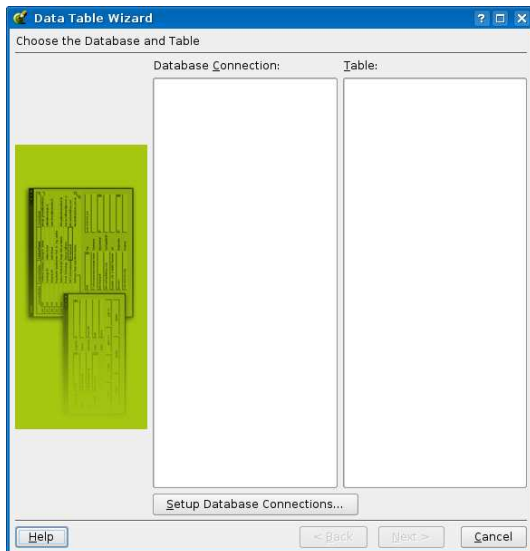 Data Table Wizard
Choose the Database and Table
Database Connection:
Table:
Setup Database Connections...
Help
< Back
Next >
Cancel